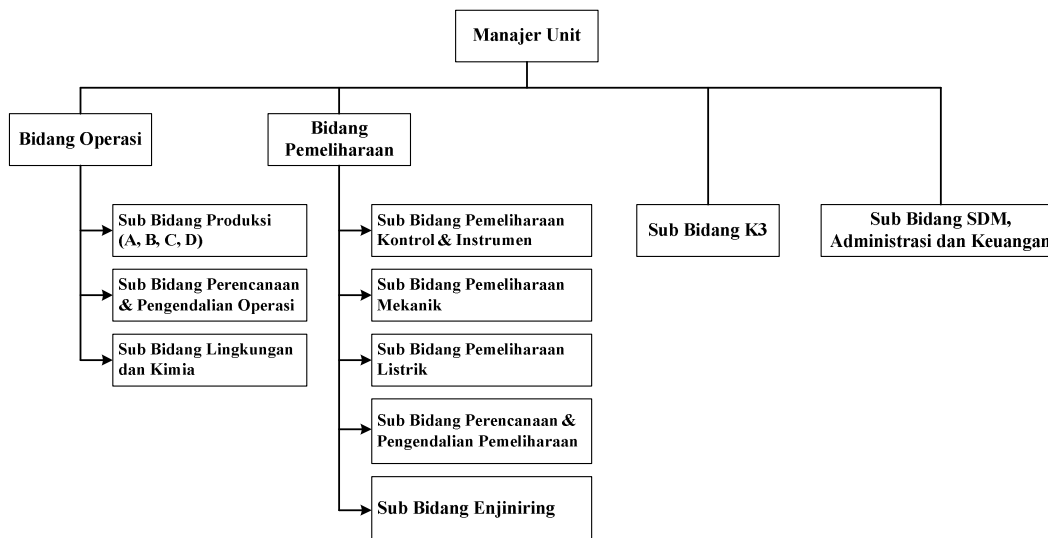 Manajer Unit
Bidang Operasi
Bidang
Pemeliharaan
Sub Bidang K3
Sub Bidang SDM,
Administrasi dan Keuangan
Sub Bidang Produksi
(A, B, C, D)
Sub Bidang Perencanaan
& Pengendalian Operasi
Sub Bidang Lingkungan
dan Kimia
Sub Bidang Pemeliharaan
Kontrol & Instrumen
Sub Bidang Pemeliharaan
Mekanik
Sub Bidang Pemeliharaan
Listrik
Sub Bidang Perencanaan &
Pengendalian Pemeliharaan
Sub Bidang Enjiniring